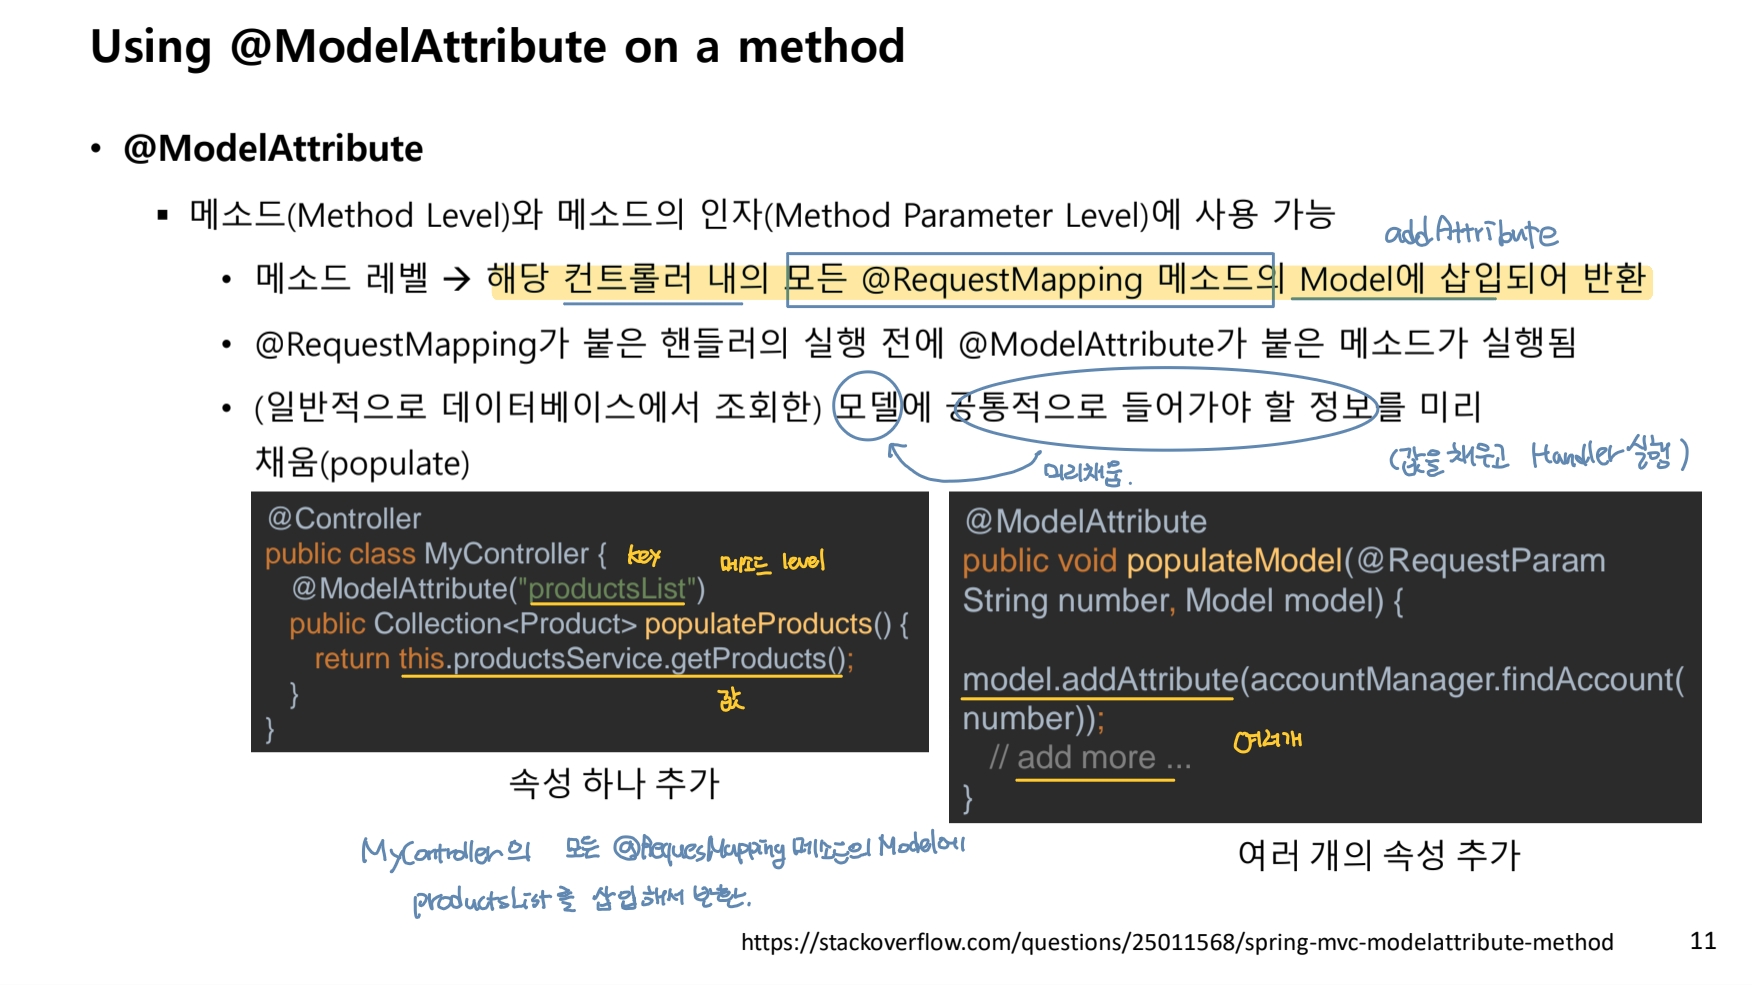 Using @ModelAttribute on a method
• @ModelAttribute
▪ 메소드(Method Level)와 메소드의 인자(Method Parameter Level)에 사용 가능
addAttribute
• 메소드 레벨 → 해당 컨트롤러 내의 모든 @RequestMapping 메소드의 Model에 삽입되어 반환
• @RequestMapping가 붙은 핸들러의 실행 전에 @ModelAttribute가 붙은 메소드가 실행됨
• (일반적으로 데이터베이스에서 조회한) 모델에 공통적으로 들어가야 할 정보를 미리
채움(populate)
미리채움.
(값을 채우고 Handler 실행)
@Controller
public class MyController {
key
메소드 level
@ModelAttribute("productsList")
public Collection<Product> populateProducts() {
return this.productsService.getProducts();
}
값
}
속성 하나 추가
@ModelAttribute
public void populateModel(@RequestParam
String number, Model model) {
model.addAttribute(accountManager.findAccount(
number));
여러개
// add more ...
}
여러 개의 속성 추가
MyController의 모든 @RequesMapping 메소드의 Model에
productsList를 삽입해서 반환.
https://stackoverflow.com/questions/25011568/spring-mvc-modelattribute-method
11